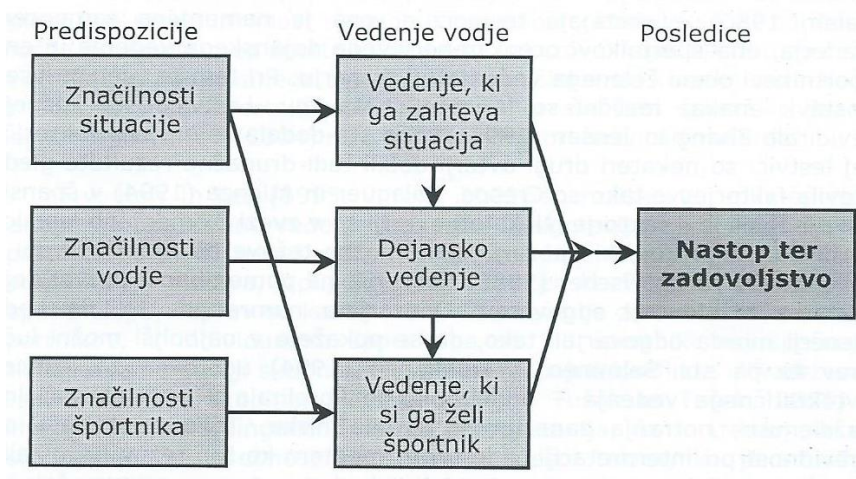 Predispozicije
Vedenje vodje
Posledice
Značilnosti
situacije
Vedenje, ki
ga zahteva
situacija
Značilnosti
vodje
Dejansko
vedenje
Nastop ter
zadovoljstvo
Značilnosti
športnika
Vedenje, ki
si ga želi
športnik